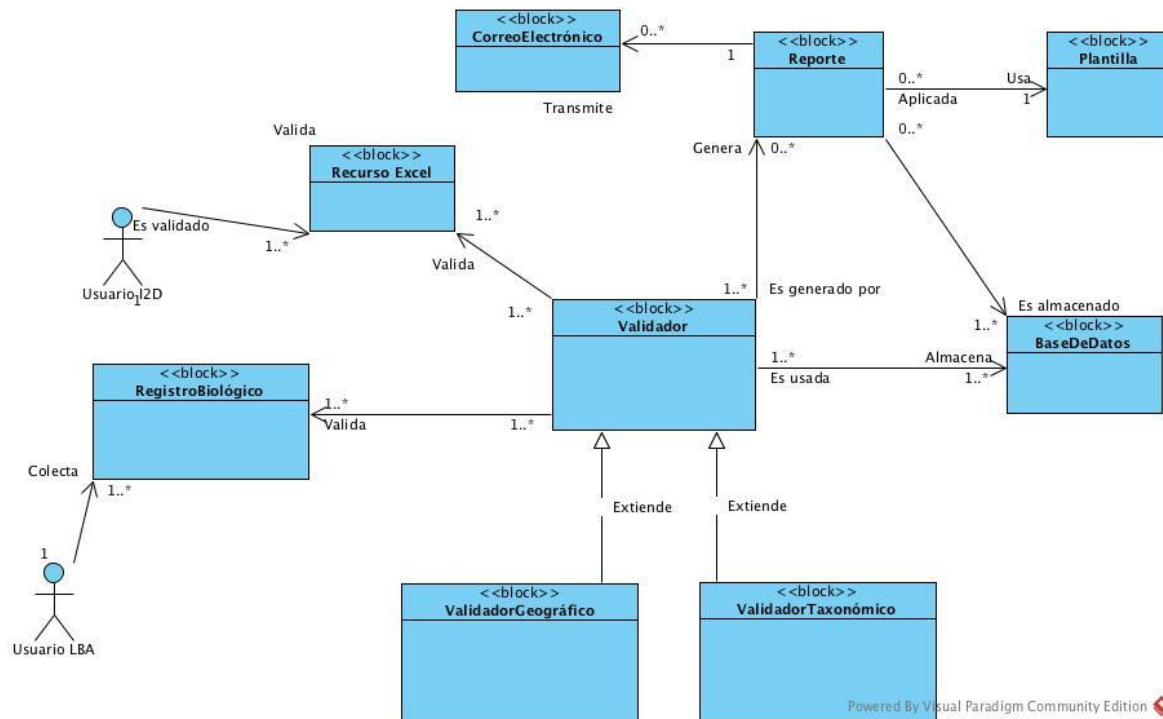 <<block>>
CorreoElectrónico
0..*
1
<<block>>
Reporte
0..*
Aplicada
Usa
1
<<block>>
Plantilla
Transmite
0..*
Genera
0..*
Valida
<<block>>
Recurso Excel
Es validado
1..*
1..*
Valida
1..*
Usuario I2D
1
1..*
Es generado por
Es almacenado
1..*
<<block>>
Validador
<<block>>
BaseDeDatos
1..*
Es usada
Almacena
1..*
<<block>>
RegistroBiológico
1..*
Valida
1..*
Colecta
1..*
1
Usuario LBA
Extiende
Extiende
<<block>>
ValidadorGeográfico
<<block>>
ValidadorTaxonómico
Powered By Visual Paradigm Community Edition